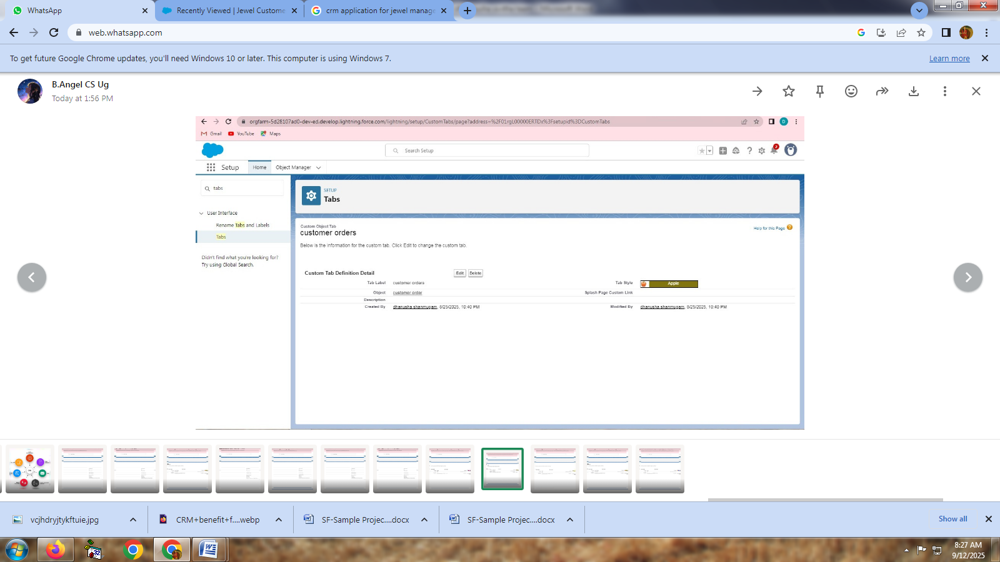 WhatsApp
Recently Viewed | Jewel Custome
crm application for jewel manage
web.whatsapp.com
To get future Google Chrome updates, you'll need Windows 10 or later. This computer is using Windows 7.
Learn more
B.Angel CS Ug
Today at 1:56 PM
orgfarm-5d28107ad0-dev-ed.develop.lightning.force.com/lightning/setup/CustomTabs/page?address=%2F01rgL00000ERTDx%3Fsetupid%3DCustomTabs
D
Gmail YouTube Maps
Search Setup
2
Setup Home Object Manager
tabs
SETUP
Tabs
User Interface
Rename Tabs and Labels
Tabs
Didn't find what you're looking for?
Try using Global Search.
Custom Object Tab
customer orders
Help for this Page
Below is the information for the custom tab. Click Edit to change the custom tab.
Custom Tab Definition Detail Edit Delete
Tab Label customer orders Tab Style Apple
Object customer order Splash Page Custom Link
Description
Created By dhanusha shanmugam, 8/25/2025, 10:40 PM Modified By dhanusha shanmugam, 8/25/2025, 10:40 PM
vcjhdryjtykftuie.jpg
CRM+benefit+f....webp
SF-Sample Projec....docx
SF-Sample Projec....docx
Show all
8:27 AM
9/12/2025